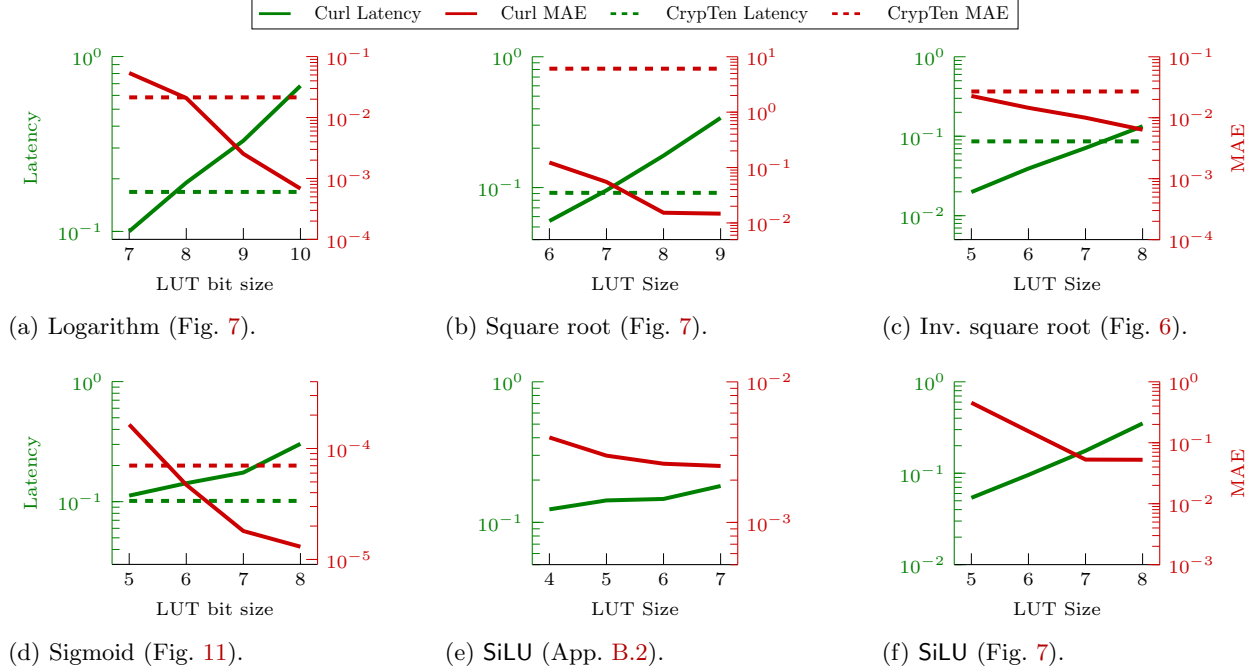 Curl Latency Curl MAE CrypTen Latency CrypTen MAE
Latency
10^0
10^-1
7 8 9 10
LUT bit size
10^-1
10^-2
10^-3
10^-4
(a) Logarithm (Fig. 7).
10^0
10^-1
6 7 8 9
LUT Size
10^1
10^0
10^-1
10^-2
(b) Square root (Fig. 7).
10^0
10^-1
10^-2
5 6 7 8
LUT Size
10^-1
10^-2
10^-3
10^-4
MAE
(c) Inv. square root (Fig. 6).
Latency
10^0
10^-1
5 6 7 8
LUT bit size
10^-4
10^-5
(d) Sigmoid (Fig. 11).
10^0
10^-1
4 5 6 7
LUT Size
10^-2
10^-3
(e) SiLU (App. B.2).
10^0
10^-1
10^-2
5 6 7 8
LUT Size
10^0
10^-1
10^-2
10^-3
MAE
(f) SiLU (Fig. 7).